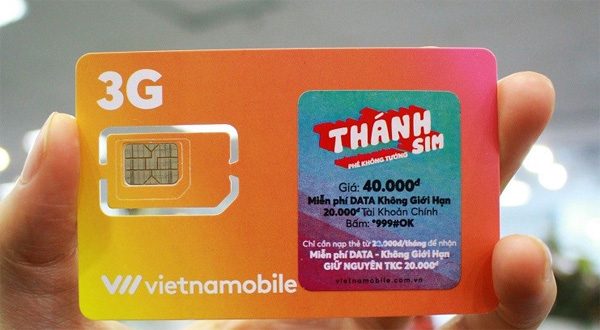 3G
THÁNH
SIM
PHÊ KHÔNG TƯỞNG
Giá: 40.000đ
Miễn phí DATA Không Giới Hạn
20.000đ Tài Khoản Chính
Bấm: *999#OK
Chỉ cần nạp thẻ từ 20.000đ/tháng để nhận
Miễn phí DATA - Không Giới Hạn
GIỮ NGUYÊN TKC 20.000đ
vietnamobile.com.vn
vietnamobile